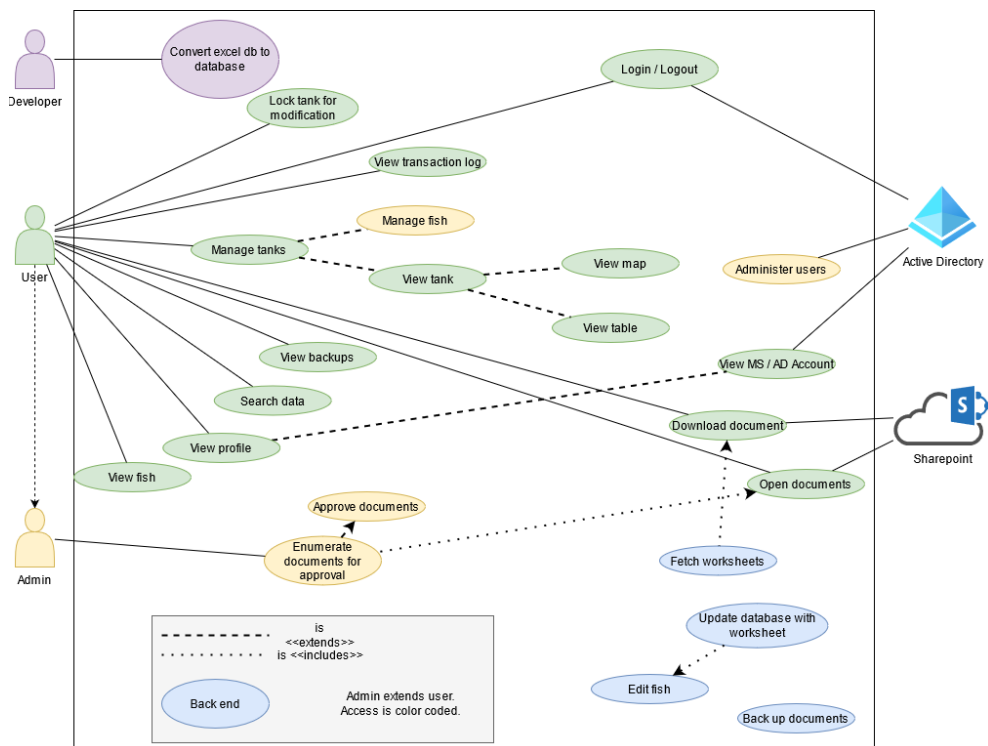 Convert excel db to
database
Developer
Login / Logout
Lock tank for
modification
View transaction log
Manage fish
Manage tanks
View map
View tank
Administer users
Active Directory
User
View table
View backups
View MS / AD Account
Search data
Download document
View profile
S
Sharepoint
View fish
Open documents
Approve documents
Enumerate
documents for
approval
Admin
Fetch worksheets
is
<<extends>>
is <<includes>>
Update database with
worksheet
Edit fish
Back end
Admin extends user.
Access is color coded.
Back up documents